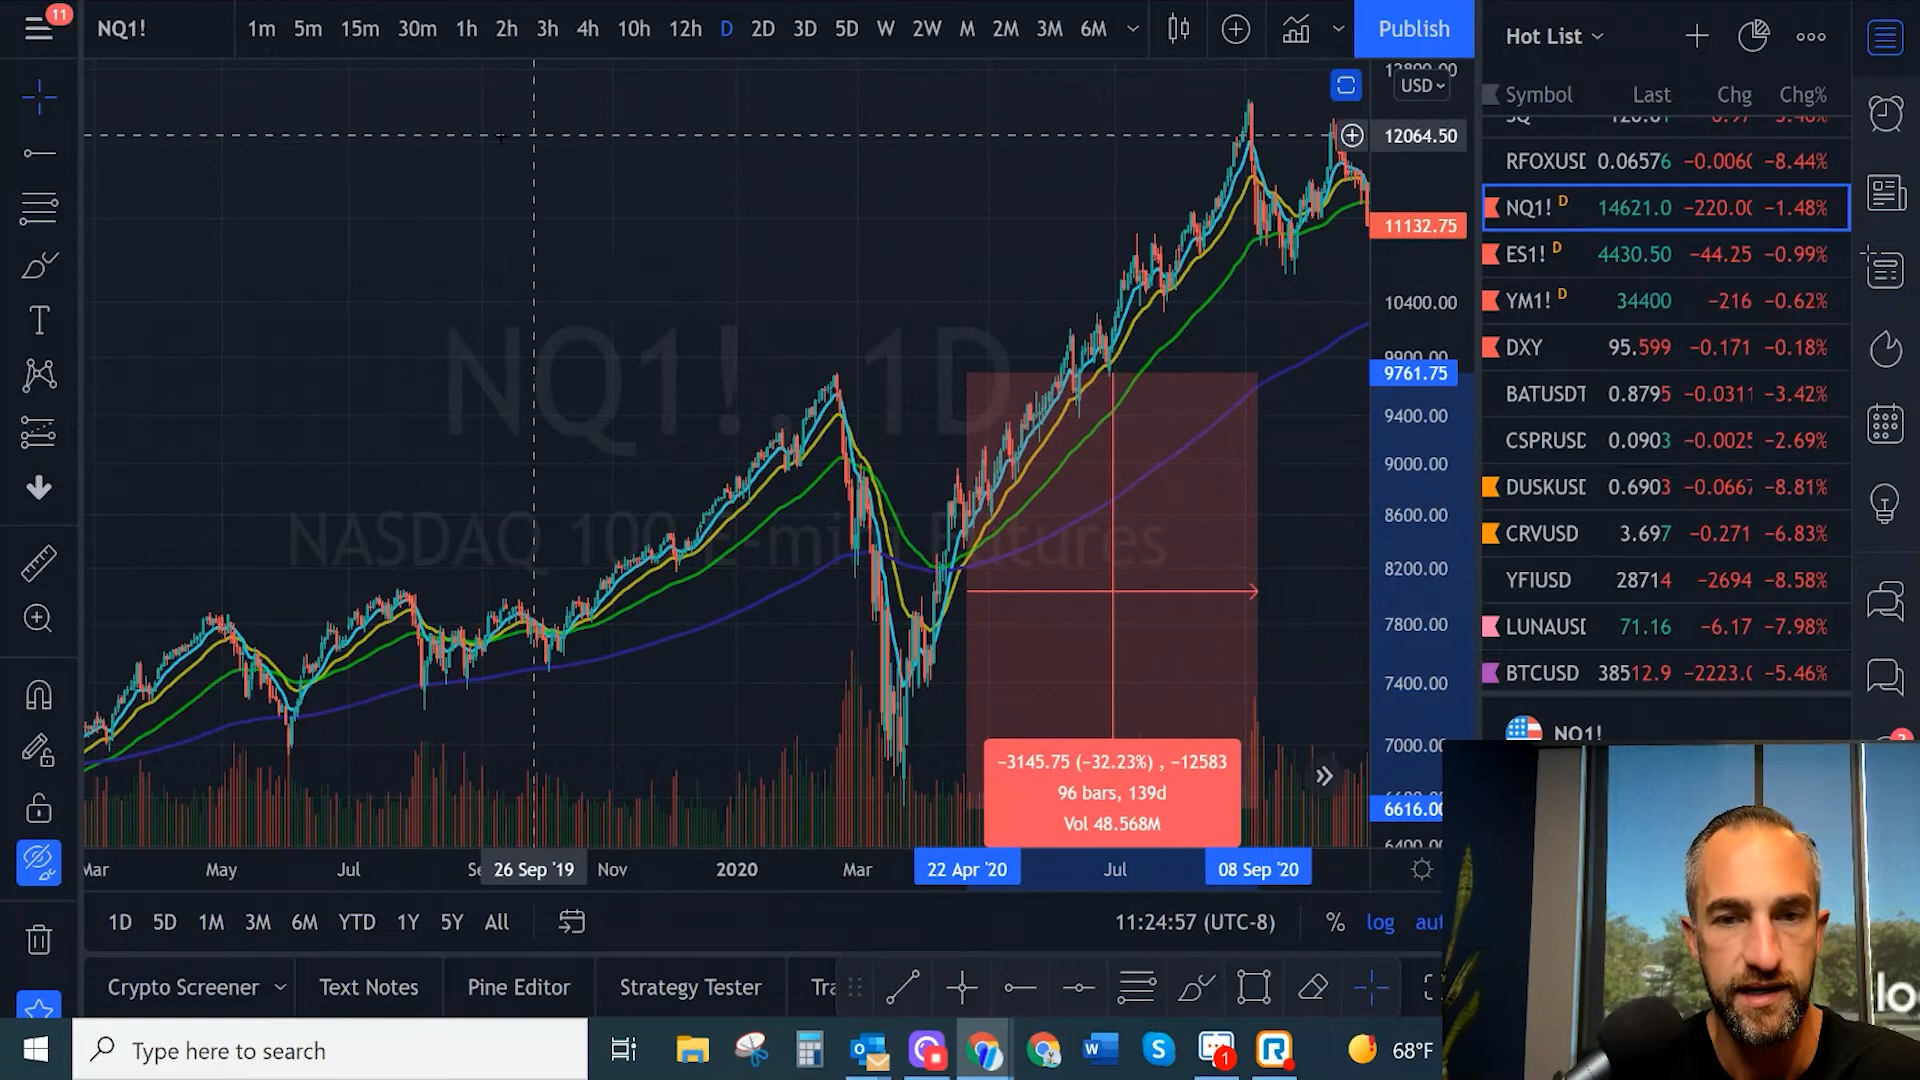 11
NQ1!
1m 5m 15m 30m 1h 2h 3h 4h 10h 12h D 2D 3D 5D W 2W M 2M 3M 6M
Publish
Hot List
USD
Symbol Last Chg Chg%
RFOXUSD 0.06576 −0.0060 −8.44%
NQ1! D 14621.0 −220.00 −1.48%
ES1! D 4430.50 −44.25 −0.99%
YM1! D 34400 −216 −0.62%
DXY 95.599 −0.171 −0.18%
BATUSDT 0.8795 −0.0311 −3.42%
CSPRUSD 0.0903 −0.0025 −2.69%
DUSKUSD 0.6903 −0.0667 −8.81%
CRVUSD 3.697 −0.271 −6.83%
YFIUSD 28714 −2694 −8.58%
LUNAUSD 71.16 −6.17 −7.98%
BTCUSD 38512.9 −2223.0 −5.46%
NQ1!
12064.50
11132.75
10400.00
9900.00
9761.75
9400.00
9000.00
8600.00
8200.00
7800.00
7400.00
7000.00
6616.00
6400.00
NQ1!, 1D
NASDAQ 100 E-mini Futures
−3145.75 (−32.23%) , −12583
96 bars, 139d
Vol 48.568M
Mar May Jul 26 Sep '19 Nov 2020 Mar 22 Apr '20 Jul 08 Sep '20
1D 5D 1M 3M 6M YTD 1Y 5Y All
11:24:57 (UTC-8)
% log aut
Crypto Screener Text Notes Pine Editor Strategy Tester Tra
Type here to search
1
68°F
lo